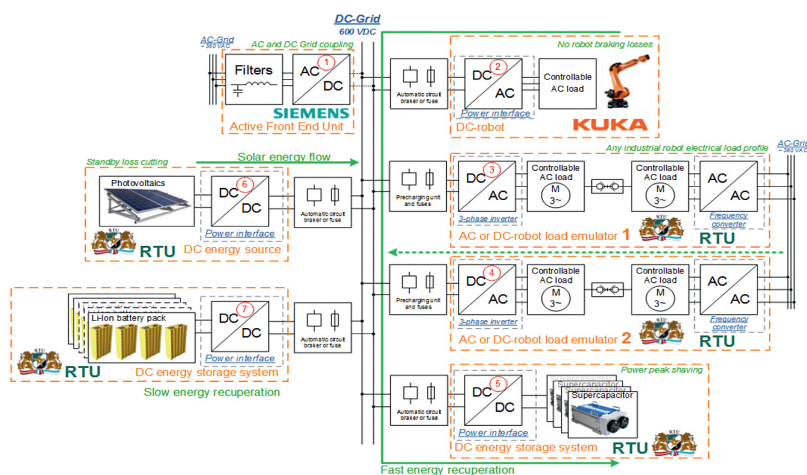 DC-Grid
600 VDC
AC-Grid
~380 VAC
AC and DC Grid coupling
Filters
AC
1
DC
SIEMENS
Active Front End Unit
Automatic circuit
braker or fuse
DC
2
AC
Power interface
DC-robot
Controllable
AC load
No robot braking losses
KUKA
Standby loss cutting
Solar energy flow
Photovoltaics
DC
6
DC
Power interface
RTU
DC energy source
Automatic circuit
braker or fuse
Precharging unit
and fuses
DC
3
AC
3-phase inverter
Controllable
AC load
M
3~
Controllable
AC load
M
3~
AC
AC
Frequency
converter
Any industrial robot electrical load profile
AC-Grid
AC or DC-robot load emulator 1
RTU
Precharging unit
and fuses
DC
4
AC
3-phase inverter
Controllable
AC load
M
3~
Controllable
AC load
M
3~
AC
AC
Frequency
converter
AC or DC-robot load emulator 2
RTU
Li-Ion battery pack
DC
7
DC
Power interface
RTU
DC energy storage system
Slow energy recuperation
Automatic circuit
braker or fuse
Automatic circuit
braker or fuse
DC
5
DC
Power interface
DC energy storage system
Power peak shaving
Supercapacitor
Supercapacitor
Supercapacitor
RTU
Fast energy recuperation